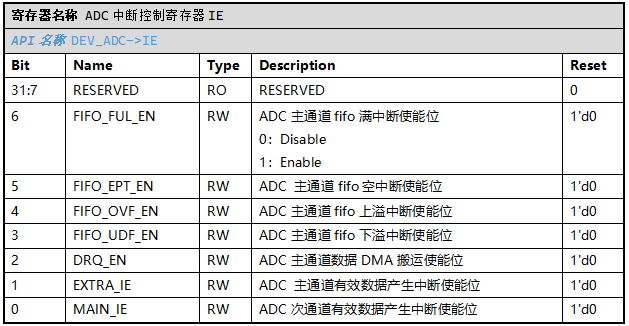 寄存器名称 ADC 中断控制寄存器 IE
API 名称 DEV_ADC->IE
Bit Name Type Description Reset
31:7 RESERVED RO RESERVED 0
6 FIFO_FUL_EN RW ADC 主通道 fifo 满中断使能位 1'd0
0：Disable
1：Enable
5 FIFO_EPT_EN RW ADC 主通道 fifo 空中断使能位 1'd0
4 FIFO_OVF_EN RW ADC 主通道 fifo 上溢中断使能位 1'd0
3 FIFO_UDF_EN RW ADC 主通道 fifo 下溢中断使能位 1'd0
2 DRQ_EN RW ADC 主通道数据 DMA 搬运使能位 1'd0
1 EXTRA_IE RW ADC 主通道有效数据产生中断使能位 1'd0
0 MAIN_IE RW ADC 次通道有效数据产生中断使能位 1'd0